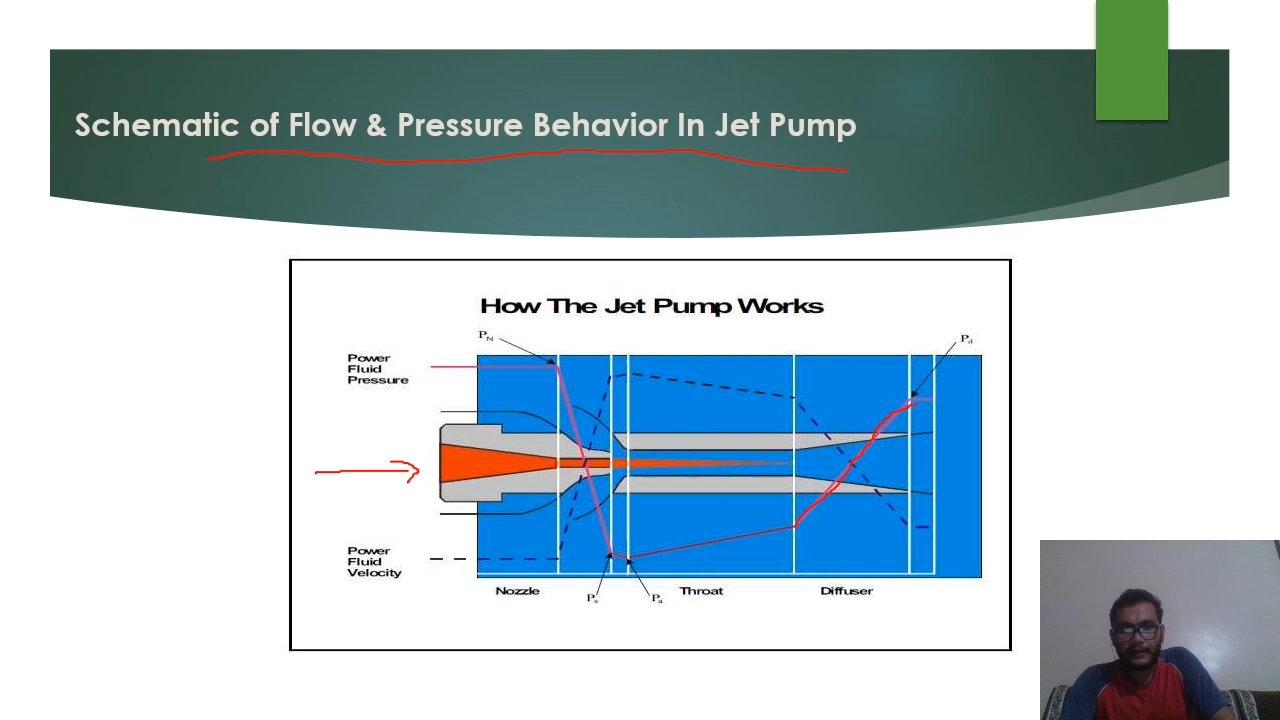 Schematic of Flow & Pressure Behavior In Jet Pump
How The Jet Pump Works
P_N
P_d
Power
Fluid
Pressure
Power
Fluid
Velocity
Nozzle
P_s
P_a
Throat
Diffuser